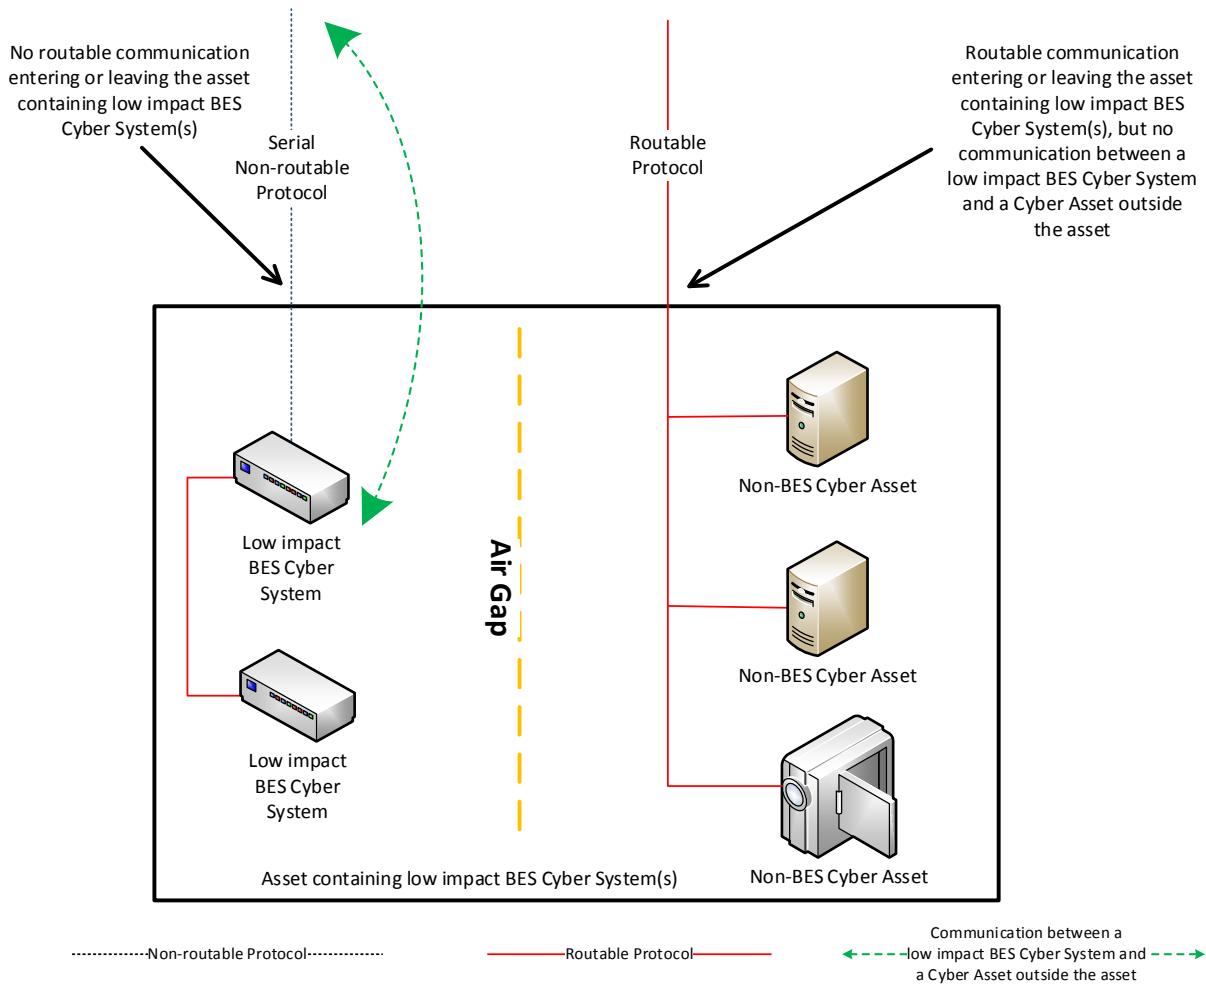 No routable communication
entering or leaving the asset
containing low impact BES
Cyber System(s)
Serial
Non-routable
Protocol
Routable
Protocol
Routable communication
entering or leaving the asset
containing low impact BES
Cyber System(s), but no
communication between a
low impact BES Cyber System
and a Cyber Asset outside
the asset
Low impact
BES Cyber
System
Low impact
BES Cyber
System
Air Gap
Non-BES Cyber Asset
Non-BES Cyber Asset
Non-BES Cyber Asset
Asset containing low impact BES Cyber System(s)
Non-routable Protocol
Routable Protocol
Communication between a
low impact BES Cyber System and
a Cyber Asset outside the asset